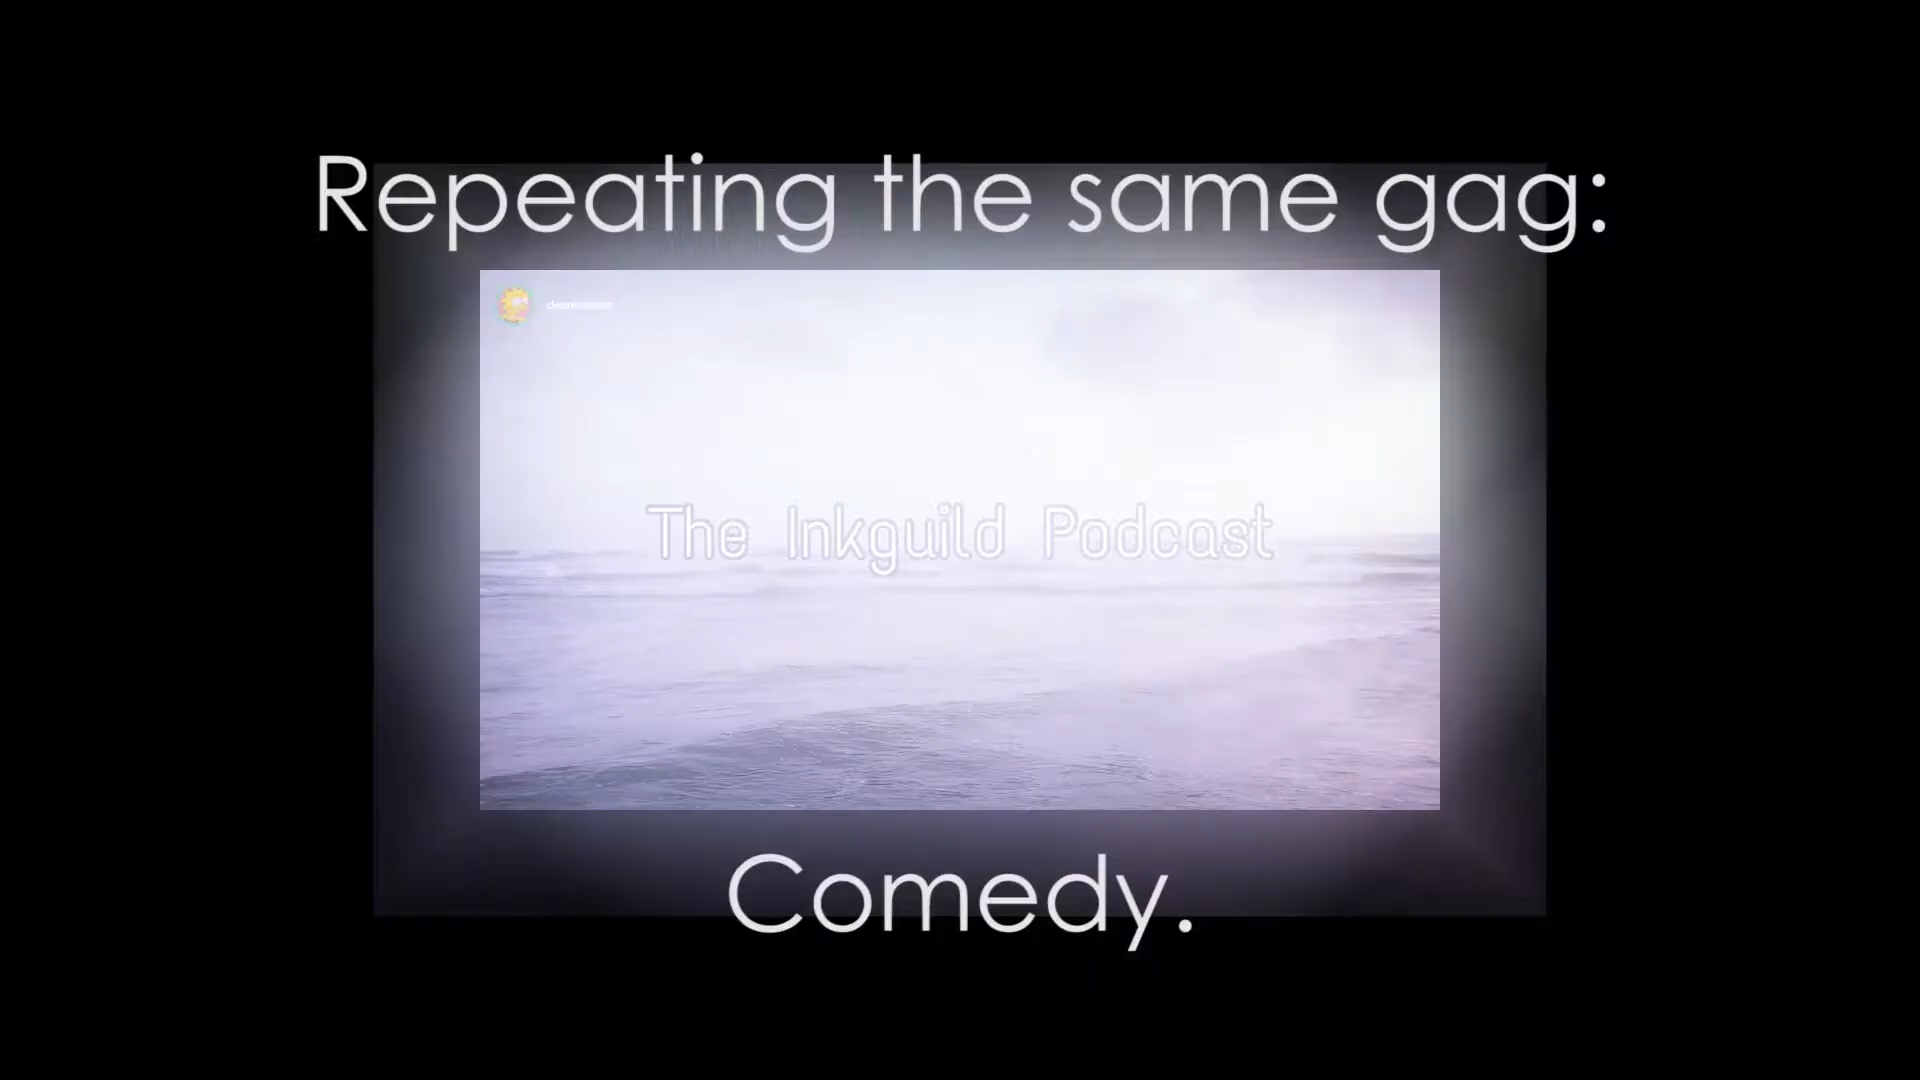 Repeating the same gag:
The Inkguild Podcast
Comedy.